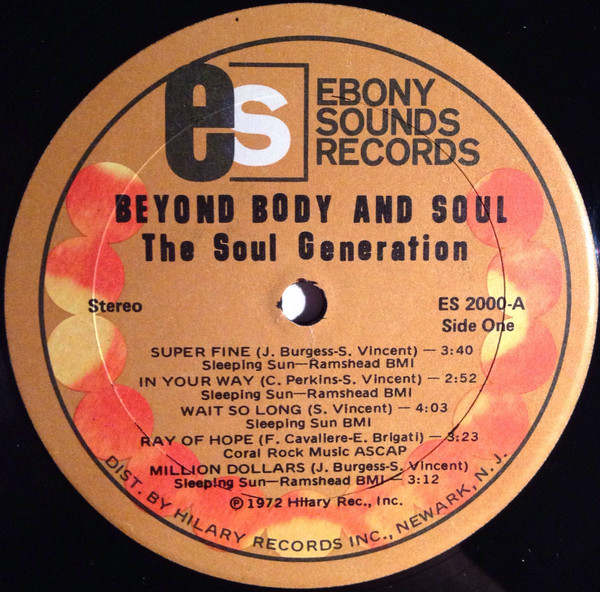 es
EBONY
SOUNDS
RECORDS
BEYOND BODY AND SOUL
The Soul Generation
Stereo
ES 2000-A
Side One
SUPER FINE (J. Burgess-S. Vincent) — 3:40
Sleeping Sun—Ramshead BMI
IN YOUR WAY (C. Perkins-S. Vincent) — 2:52
Sleeping Sun—Ramshead BMI
WAIT SO LONG (S. Vincent) — 4:03
Sleeping Sun BMI
RAY OF HOPE (F. Cavaliere-E. Brigati) — 3:23
Coral Rock Music ASCAP
MILLION DOLLARS (J. Burgess-S. Vincent)
Sleeping Sun—Ramshead BMI — 3:12
℗ 1972 Hilary Rec., Inc.
DIST. BY HILARY RECORDS INC., NEWARK, N. J.